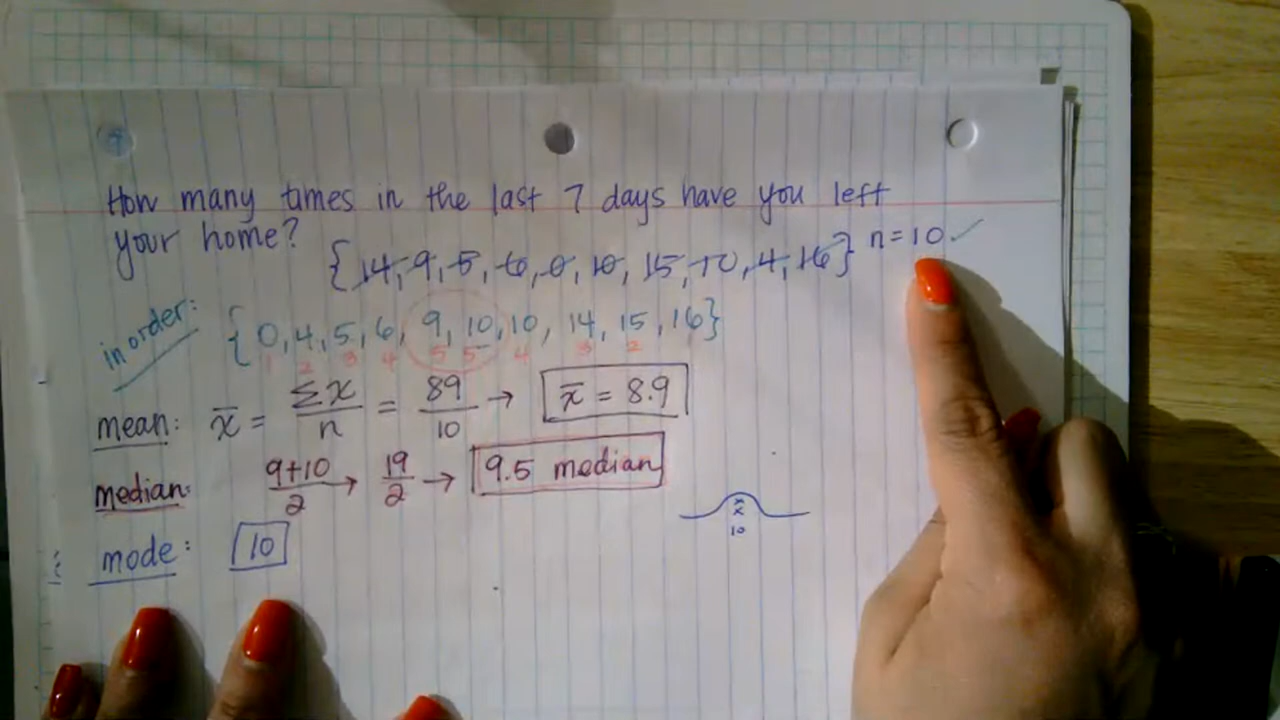 How many times in the last 7 days have you left
your home?
{14, 9, 5, 6, 0, 10, 15, 10, 4, 16} n=10 ✓
in order: {0, 4, 5, 6, 9, 10, 10, 14, 15, 16}
1 2 3 4 5 5 4 3 2
mean: x̄ = Σx/n = 89/10 → x̄ = 8.9
median: 9+10/2 → 19/2 → 9.5 median
x
x
10
mode: 10